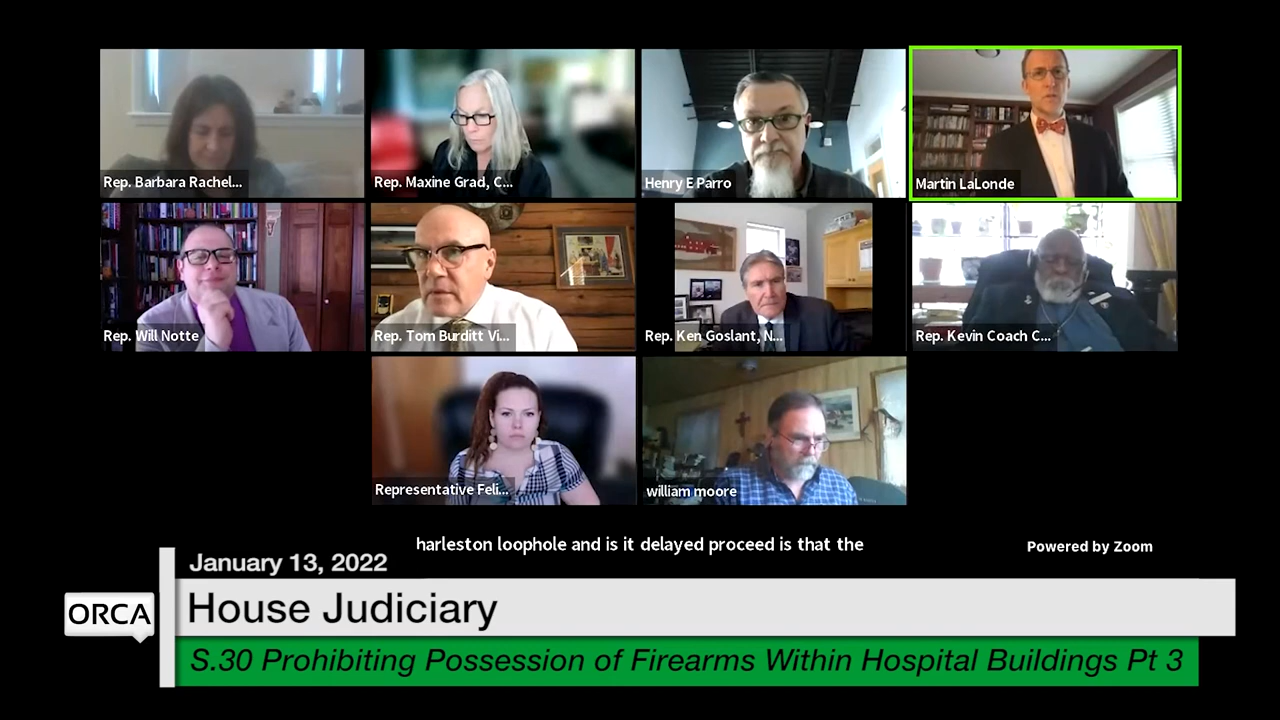 Rep. Barbara Rachel...
Rep. Maxine Grad, C...
Henry E Parro
Martin LaLonde
Rep. Will Notte
Rep. Tom Burditt Vi...
Rep. Ken Goslant, N...
Rep. Kevin Coach C...
Representative Feli...
william moore
harleston loophole and is it delayed proceed is that the
Powered by Zoom
January 13, 2022
ORCA
House Judiciary
S.30 Prohibiting Possession of Firearms Within Hospital Buildings Pt 3